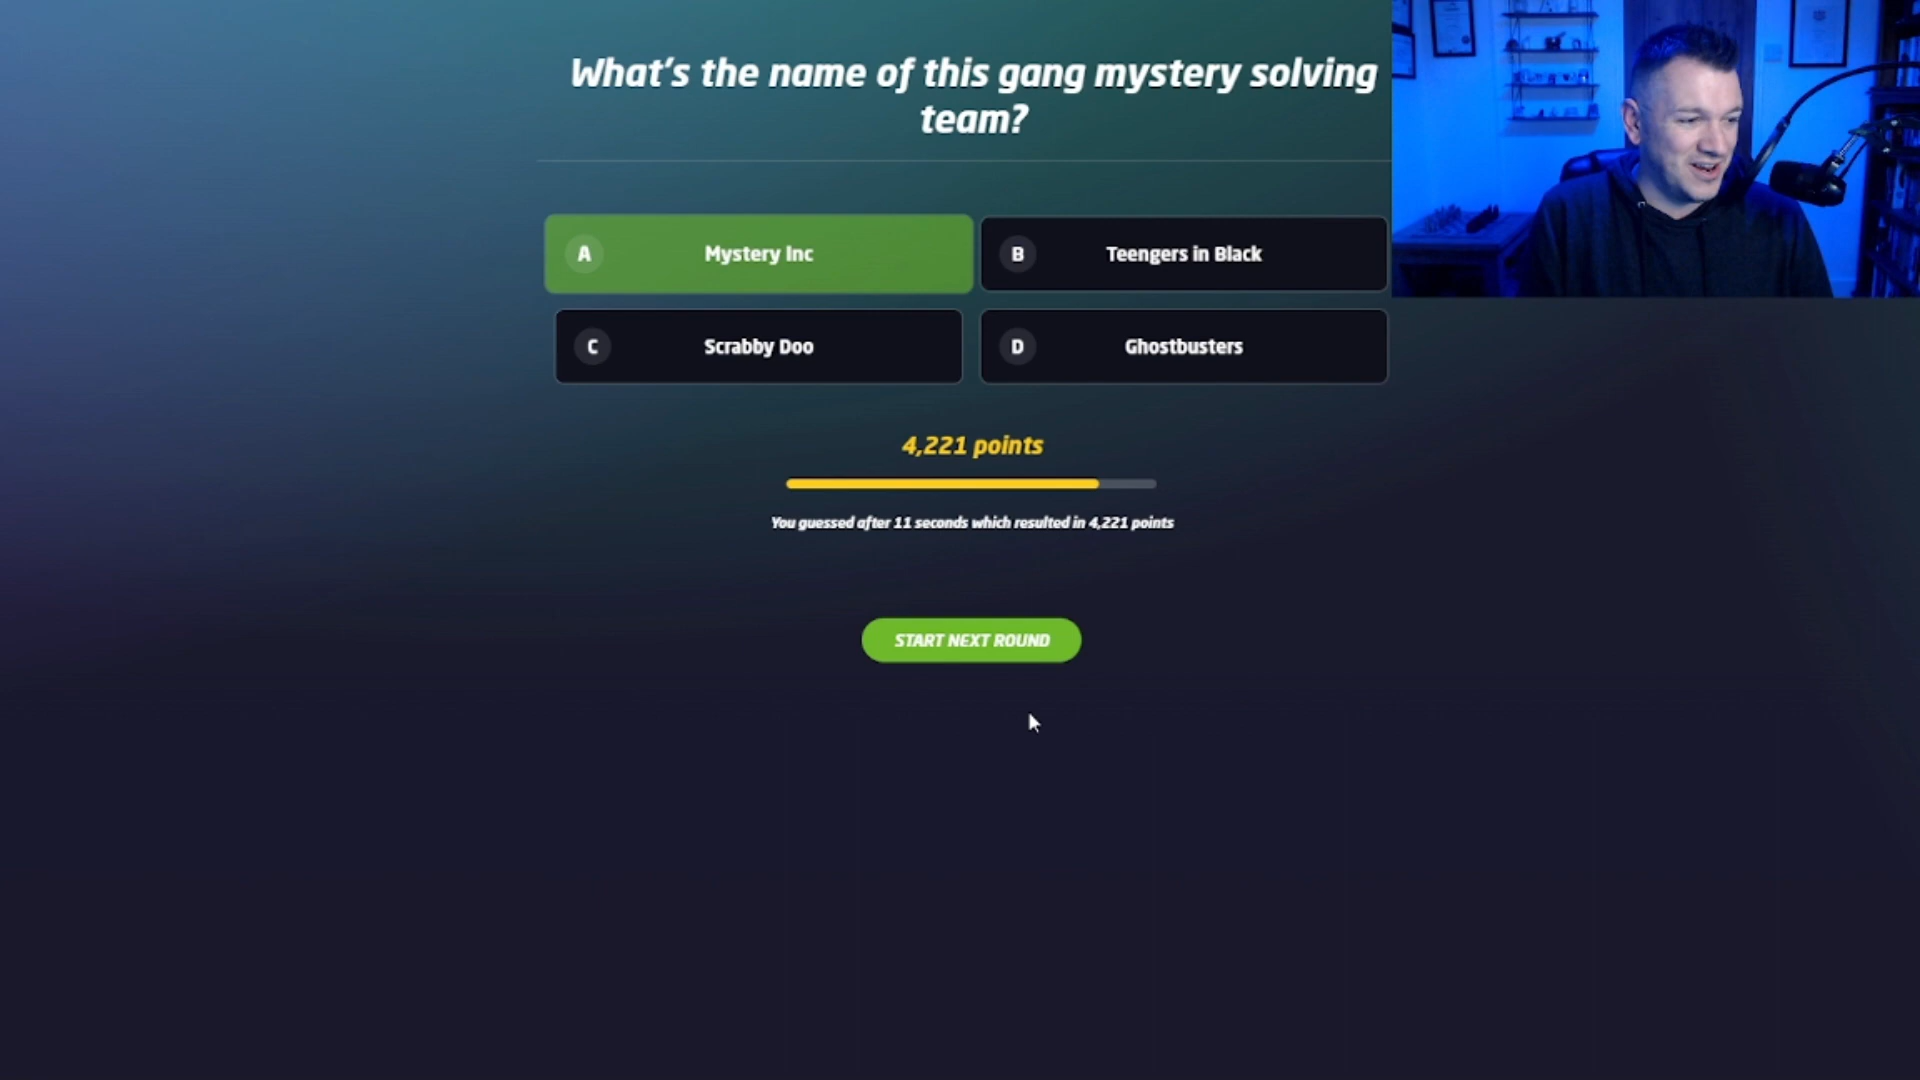 What's the name of this gang mystery solving
team?
A Mystery Inc
B Teengers in Black
C Scrabby Doo
D Ghostbusters
4,221 points
You guessed after 11 seconds which resulted in 4,221 points
START NEXT ROUND